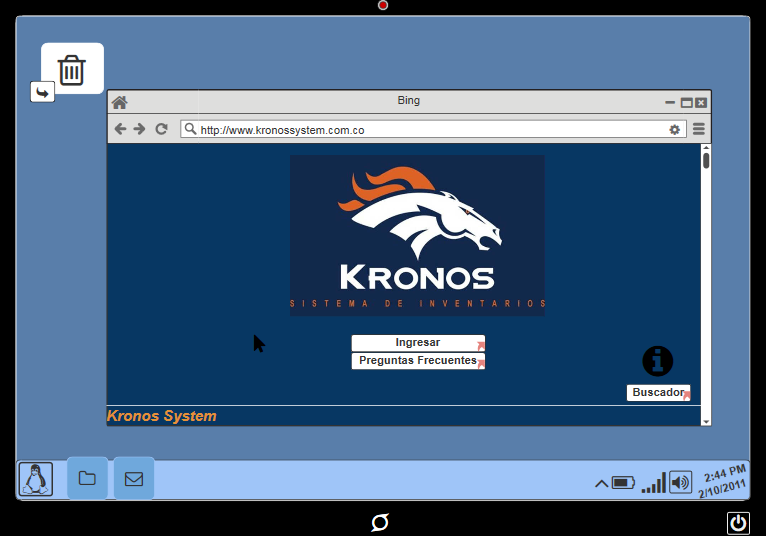 Bing
http://www.kronossystem.com.co
KRONOS
SISTEMA DE INVENTARIOS
Ingresar
Preguntas Frecuentes
Buscador
Kronos System
2:44 PM
2/10/2011